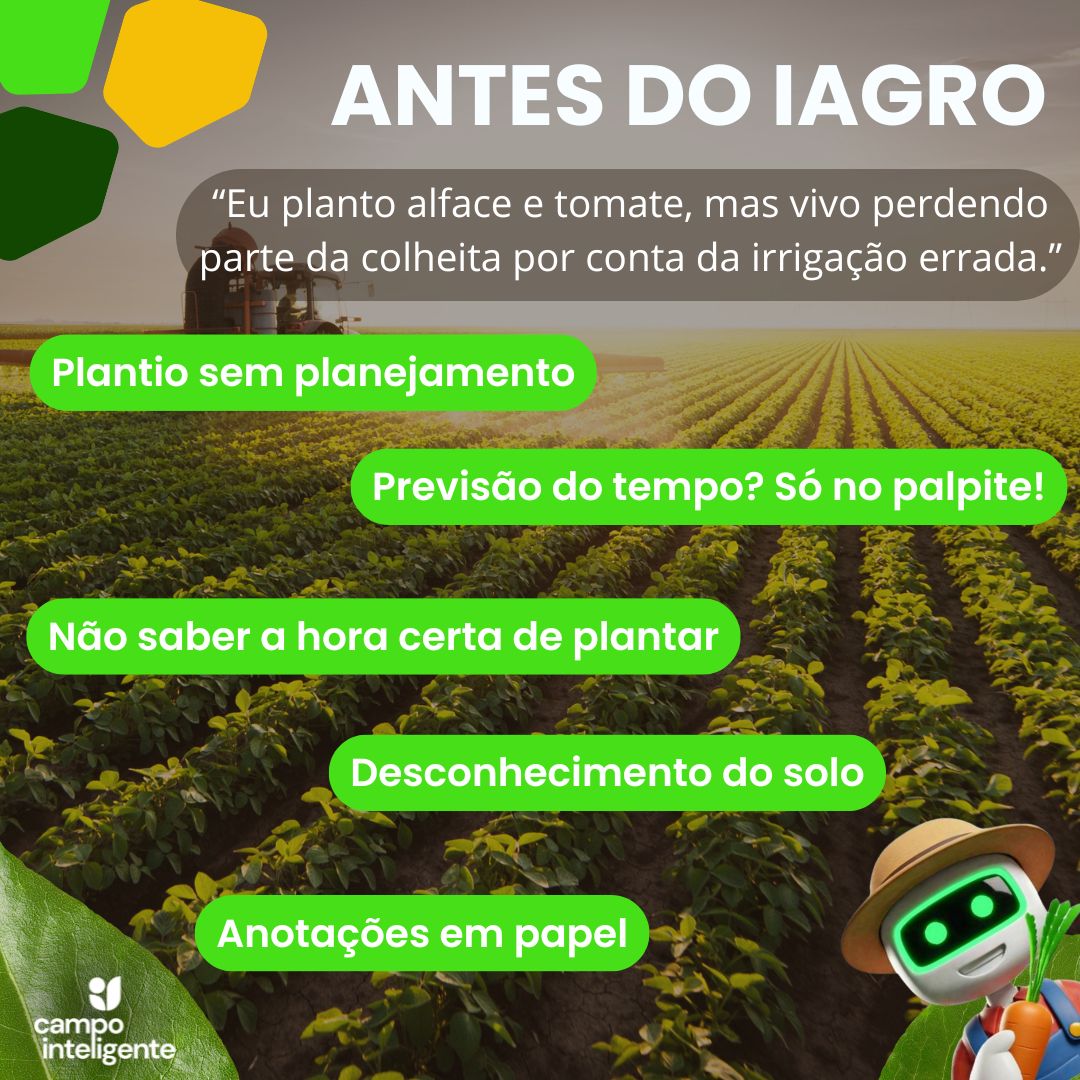 ANTES DO IAGRO
“Eu planto alface e tomate, mas vivo perdendo
parte da colheita por conta da irrigação errada.”
Plantio sem planejamento
Previsão do tempo? Só no palpite!
Não saber a hora certa de plantar
Desconhecimento do solo
Anotações em papel
campo
inteligente